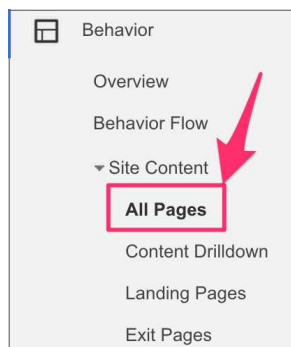 Behavior
Overview
Behavior Flow
Site Content
All Pages
Content Drilldown
Landing Pages
Exit Pages